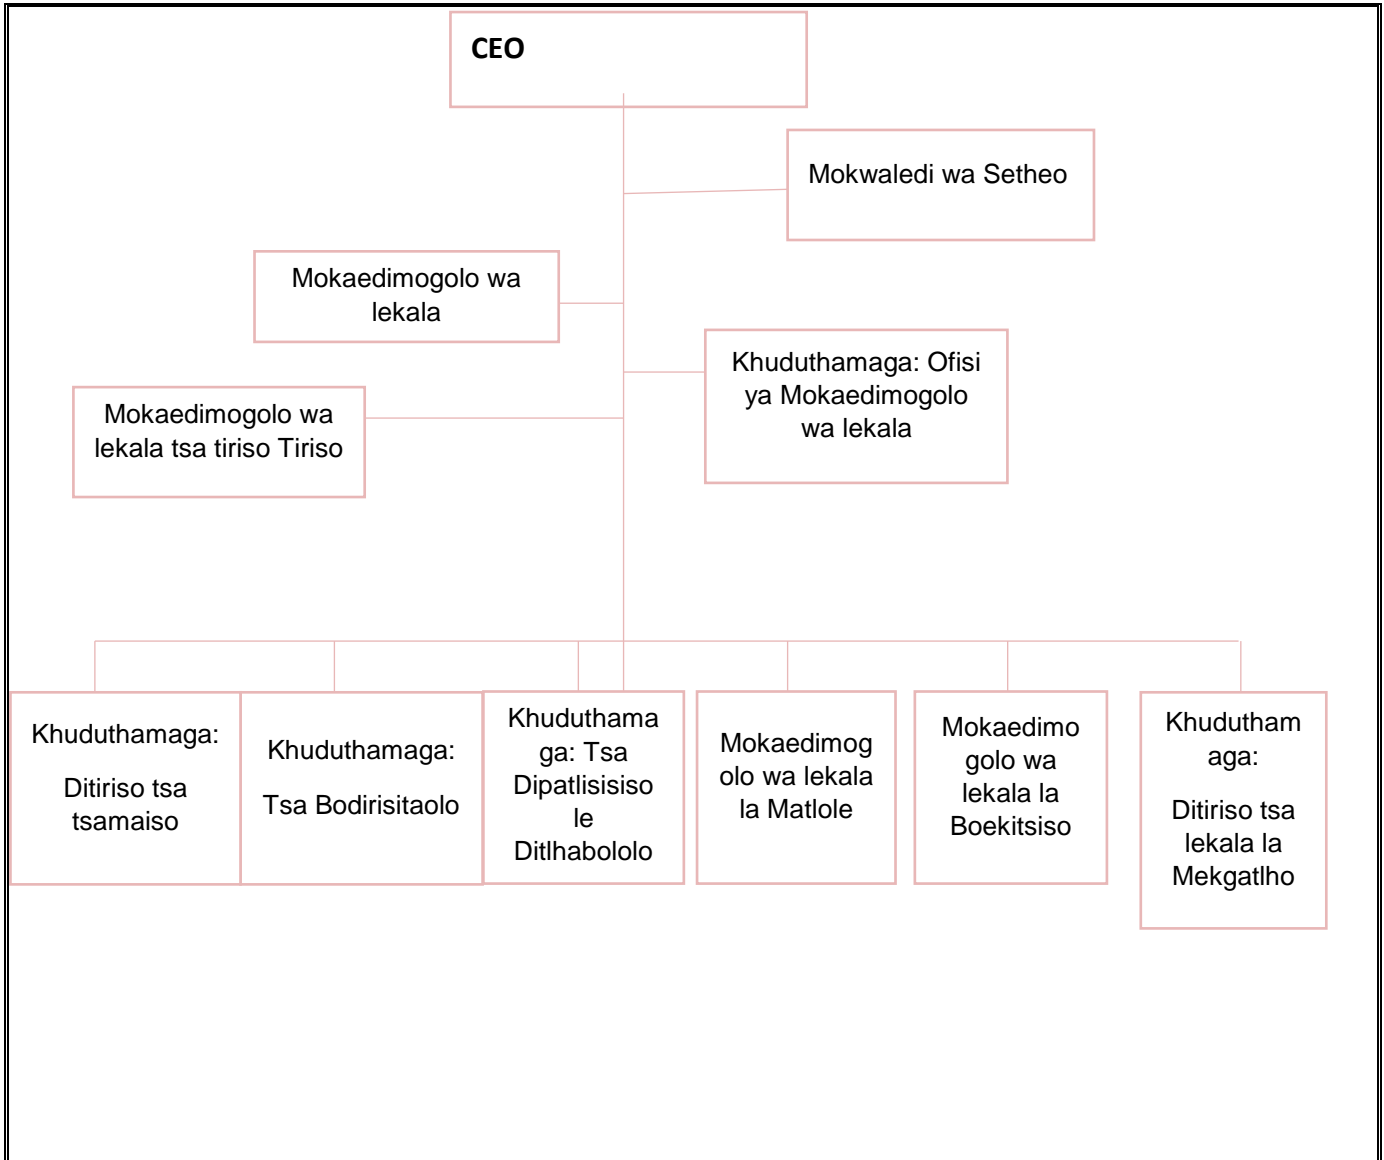 CEO
Mokwaledi wa Setheo
Mokaedimogolo wa
lekala
Khuduthamaga: Ofisi
ya Mokaedimogolo
wa lekala
Mokaedimogolo wa
lekala tsa tiriso Tiriso
Khuduthamaga:
Ditiriso tsa
tsamaiso
Khuduthamaga:
Tsa Bodirisitaolo
Khuduthama
ga: Tsa
Dipatlisisiso
le
Ditlhabololo
Mokaedimog
olo wa lekala
la Matlole
Mokaedimo
golo wa
lekala la
Boekitsiso
Khudutham
aga:
Ditiriso tsa
lekala la
Mekgatlho